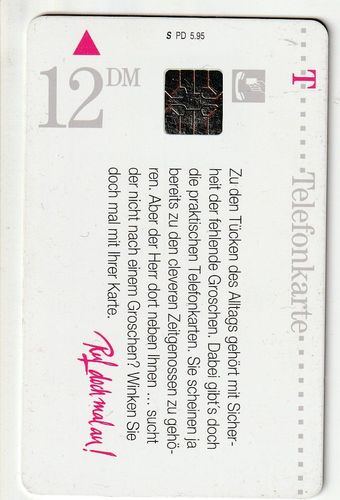 S PD 5.95
12 DM
T
Telefonkarte
Zu den Tücken des Alltags gehört mit Sicher-
heit der fehlende Groschen. Dabei gibt's doch
die praktischen Telefonkarten. Sie scheinen ja
bereits zu den cleveren Zeitgenossen zu gehö-
ren. Aber der Herr dort neben Ihnen ... sucht
der nicht nach einem Groschen? Winken Sie
doch mal mit Ihrer Karte.
Ruf doch mal an!